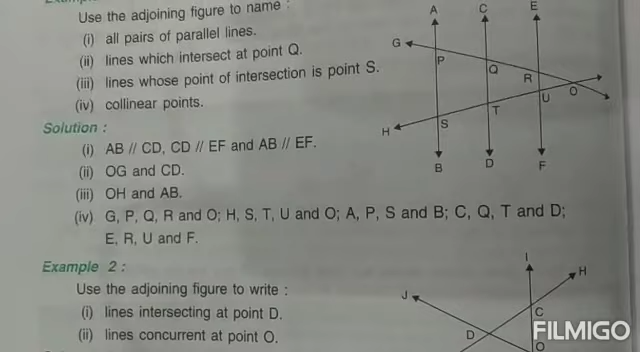 Use the adjoining figure to name :
(i) all pairs of parallel lines.
(ii) lines which intersect at point Q.
(iii) lines whose point of intersection is point S.
(iv) collinear points.
A C E
G
P Q R O
U
S T
H
B D F
Solution :
(i) AB // CD, CD // EF and AB // EF.
(ii) OG and CD.
(iii) OH and AB.
(iv) G, P, Q, R and O; H, S, T, U and O; A, P, S and B; C, Q, T and D;
E, R, U and F.
Example 2 :
Use the adjoining figure to write :
(i) lines intersecting at point D.
(ii) lines concurrent at point O.
I
H
J
C
D
O
FILMIGO